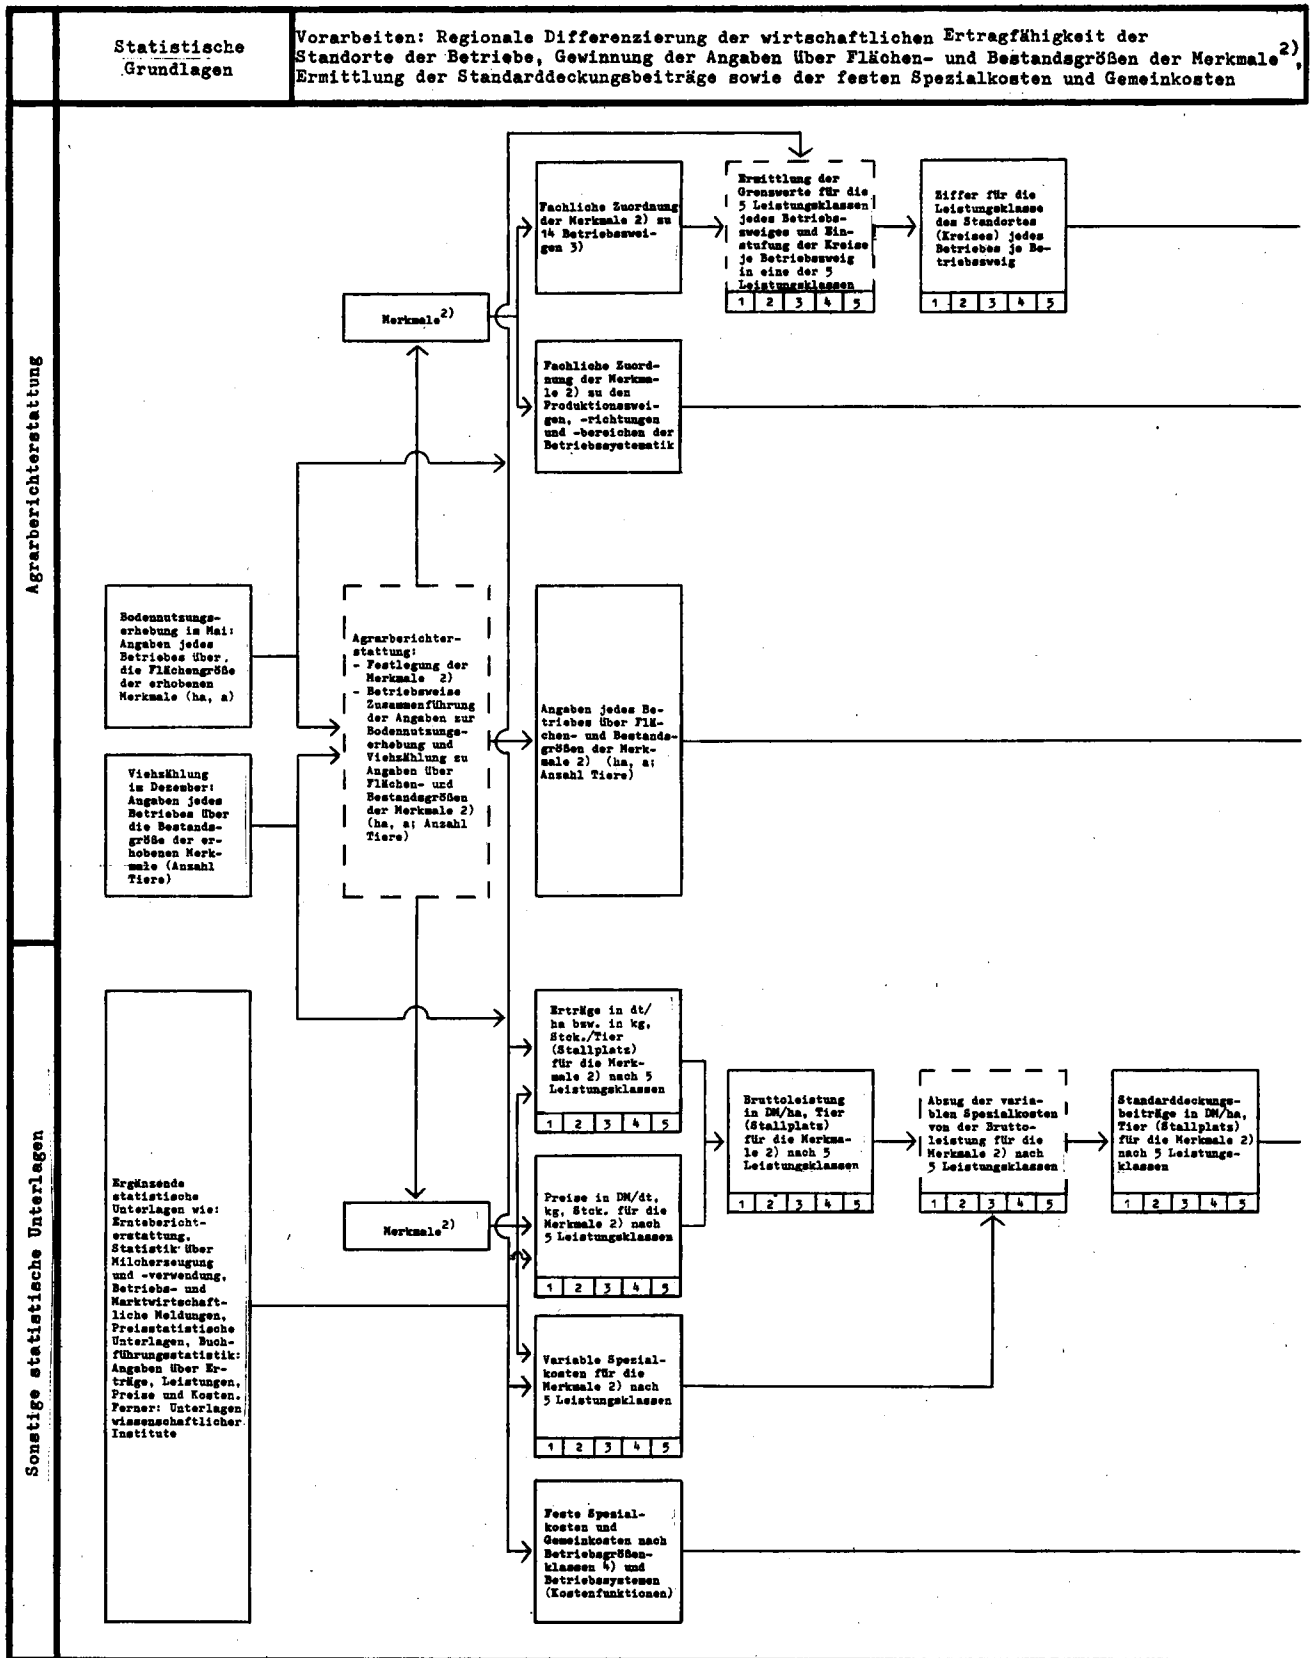 Statistische
Grundlagen
Vorarbeiten: Regionale Differenzierung der wirtschaftlichen Ertragfähigkeit der
Standorte der Betriebe, Gewinnung der Angaben über Flächen- und Bestandsgrößen der Merkmale 2),
Ermittlung der Standarddeckungsbeiträge sowie der festen Spezialkosten und Gemeinkosten
Agrarberichterstattung
Fachliche Zuordnung
der Merkmale 2) zu
14 Betriebszwei-
gen 3)
Ermittlung der
Grenzwerte für die
5 Leistungsklassen
jedes Betriebs-
zweiges und Ein-
stufung der Kreise
je Betriebszweig
in eine der 5
Leistungsklassen
1 2 3 4 5
Ziffer für die
Leistungsklasse
des Standortes
(Kreises) jedes
Betriebes je Be-
triebszweig
1 2 3 4 5
Merkmale 2)
Fachliche Zuord-
nung der Merkma-
le 2) zu den
Produktionszwei-
gen, -richtungen
und -bereichen der
Betriebssystematik
Bodennutzungs-
erhebung im Mai:
Angaben jedes
Betriebes über
die Flächengröße
der erhobenen
Merkmale (ha, a)
Viehzählung
im Dezember:
Angaben jedes
Betriebes über
die Bestands-
größe der er-
hobenen Merk-
male (Anzahl
Tiere)
Agrarberichter-
stattung:
- Festlegung der
Merkmale 2)
- Betriebsweise
Zusammenführung
der Angaben zur
Bodennutzungs-
erhebung und
Viehzählung zu
Angaben über
Flächen- und
Bestandsgrößen
der Merkmale 2)
(ha, a; Anzahl
Tiere)
Angaben jedes Be-
triebes über Flä-
chen- und Bestands-
größen der Merk-
male 2) (ha, a;
Anzahl Tiere)
Sonstige statistische Unterlagen
Ergänzende
statistische
Unterlagen wie:
Erntebericht-
erstattung,
Statistik über
Milcherzeugung
und -verwendung,
Betriebs- und
Marktwirtschaft-
liche Meldungen,
Preisstatistische
Unterlagen, Buch-
führungsstatistik:
Angaben über Er-
träge, Leistungen,
Preise und Kosten.
Ferner: Unterlagen
wissenschaftlicher
Institute
Merkmale 2)
Erträge in dt/
ha bzw. in kg,
Stck./Tier
(Stallplatz)
für die Merk-
male 2) nach 5
Leistungsklassen
1 2 3 4 5
Preise in DM/dt,
kg, Stck. für die
Merkmale 2) nach
5 Leistungsklassen
1 2 3 4 5
Variable Spezial-
kosten für die
Merkmale 2) nach
5 Leistungsklassen
1 2 3 4 5
Feste Spezial-
kosten und
Gemeinkosten nach
Betriebsgrößen-
klassen 4) und
Betriebssystemen
(Kostenfunktionen)
Bruttoleistung
in DM/ha, Tier
(Stallplatz)
für die Merkma-
le 2) nach 5
Leistungsklassen
1 2 3 4 5
Abzug der varia-
blen Spezialkosten
von der Brutto-
leistung für die
Merkmale 2) nach
5 Leistungsklassen
1 2 3 4 5
Standarddeckungs-
beiträge in DM/ha,
Tier (Stallplatz)
für die Merkmale 2)
nach 5 Leistungs-
klassen
1 2 3 4 5